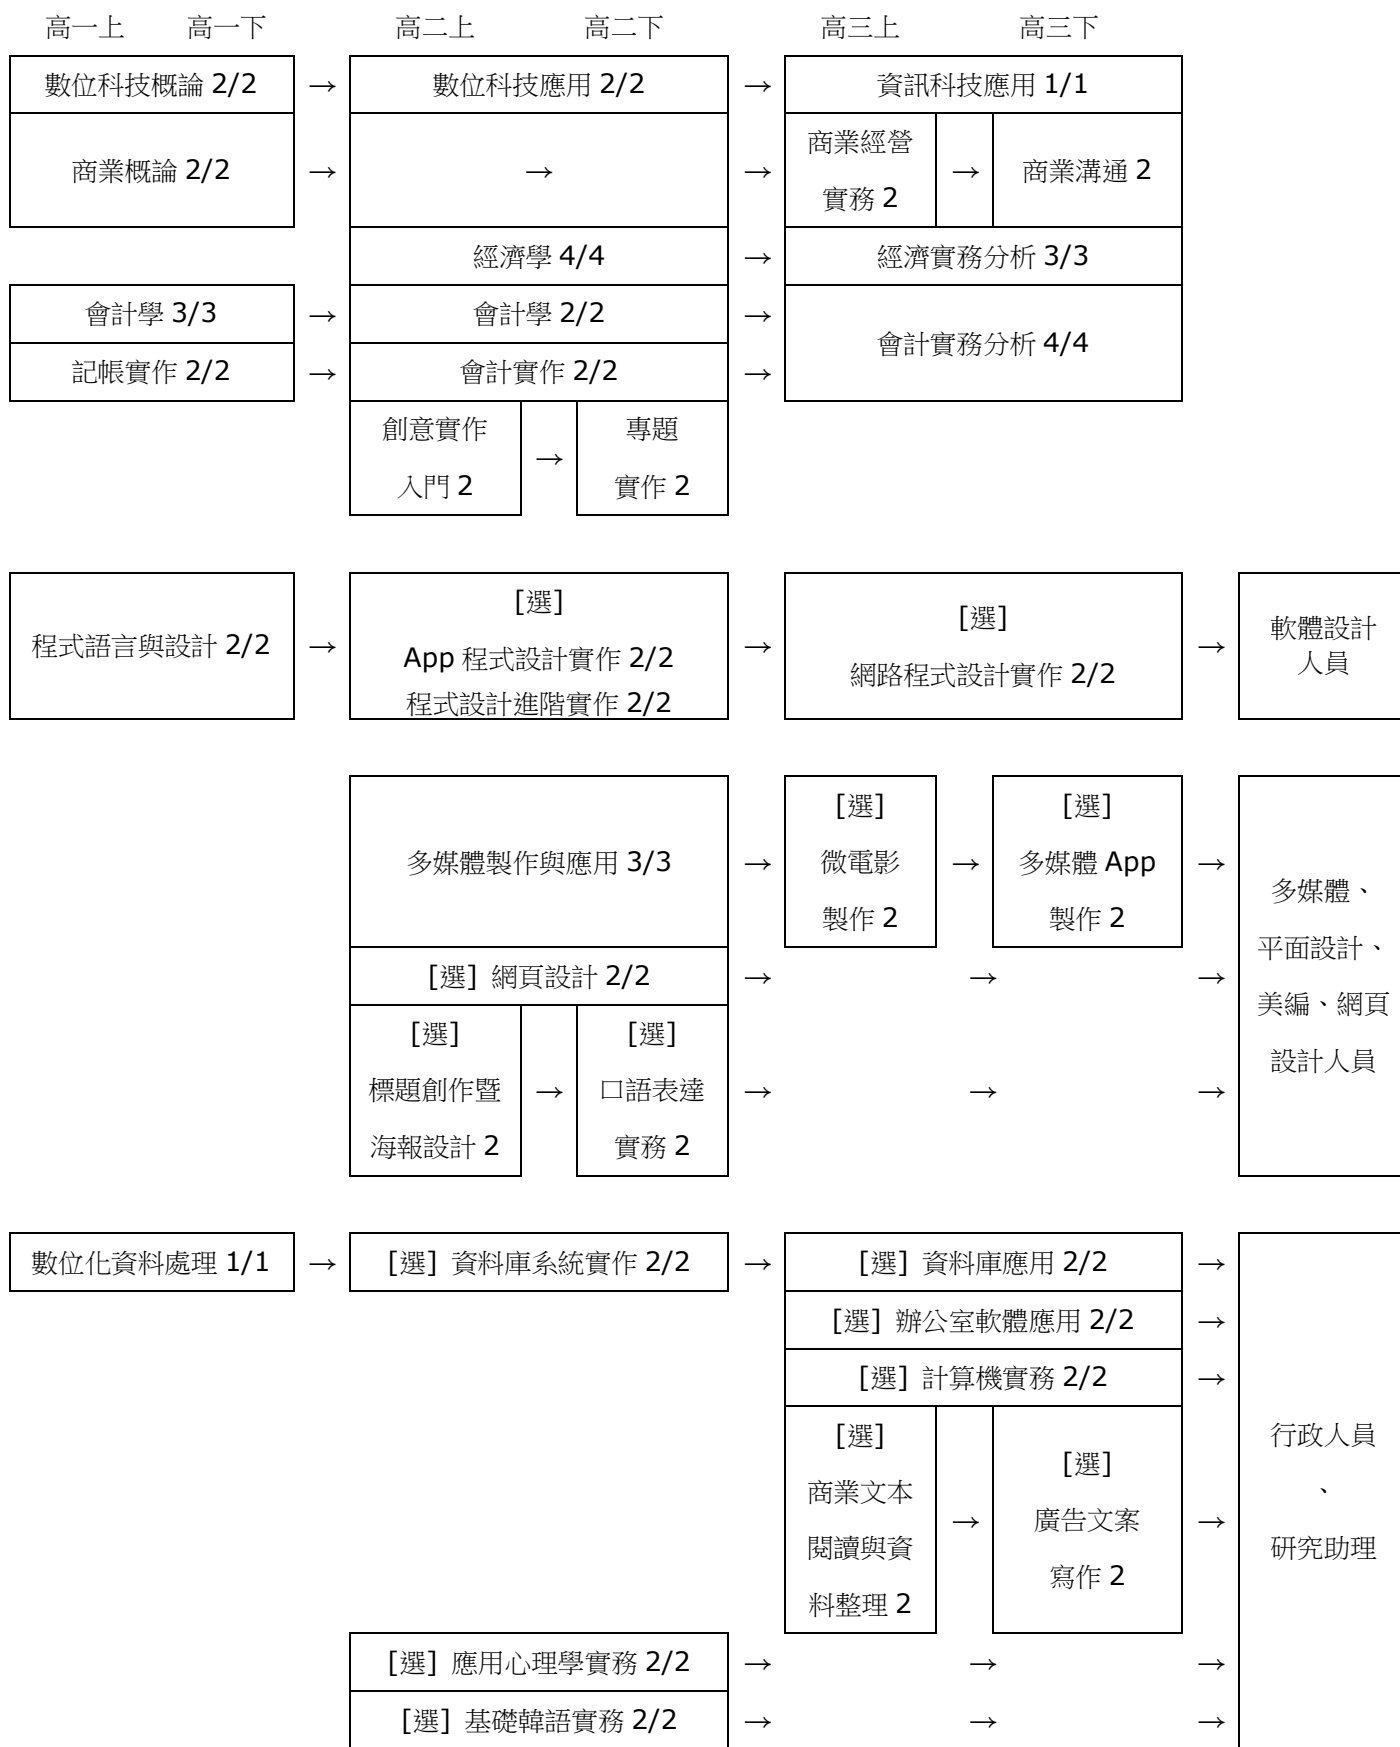 高一上 高一下 高二上 高二下 高三上 高三下
數位科技概論 2/2 → 數位科技應用 2/2 → 資訊科技應用 1/1
商業概論 2/2 → → → 商業經營
實務 2 → 商業溝通 2
經濟學 4/4 → 經濟實務分析 3/3
會計學 3/3 → 會計學 2/2 → 會計實務分析 4/4
記帳實作 2/2 → 會計實作 2/2 →
創意實作
入門 2 → 專題
實作 2
程式語言與設計 2/2 → [選]
App 程式設計實作 2/2
程式設計進階實作 2/2 → [選]
網路程式設計實作 2/2 → 軟體設計
人員
多媒體製作與應用 3/3 → [選]
微電影
製作 2 → [選]
多媒體 App
製作 2 →
[選] 網頁設計 2/2 → → →
[選]
標題創作暨
海報設計 2 → [選]
口語表達
實務 2 → → →
多媒體、
平面設計、
美編、網頁
設計人員
數位化資料處理 1/1 → [選] 資料庫系統實作 2/2 → [選] 資料庫應用 2/2 →
[選] 辦公室軟體應用 2/2 →
[選] 計算機實務 2/2 →
[選]
商業文本
閱讀與資
料整理 2 → [選]
廣告文案
寫作 2 →
[選] 應用心理學實務 2/2 → → →
[選] 基礎韓語實務 2/2 → → →
行政人員
、
研究助理